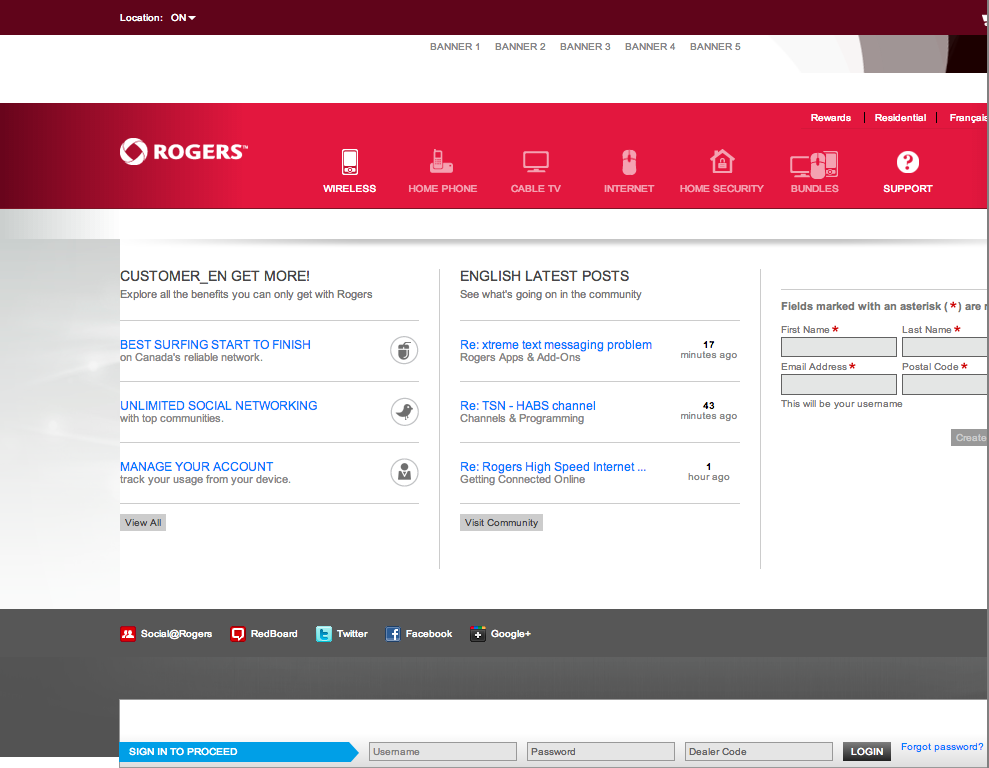 Location: ON
BANNER 1 BANNER 2 BANNER 3 BANNER 4 BANNER 5
Rewards Residential Françai
ROGERS™
WIRELESS HOME PHONE CABLE TV INTERNET HOME SECURITY BUNDLES SUPPORT
CUSTOMER_EN GET MORE!
Explore all the benefits you can only get with Rogers
BEST SURFING START TO FINISH
on Canada's reliable network.
UNLIMITED SOCIAL NETWORKING
with top communities.
MANAGE YOUR ACCOUNT
track your usage from your device.
View All
ENGLISH LATEST POSTS
See what's going on in the community
Re: xtreme text messaging problem
Rogers Apps & Add-Ons
17
minutes ago
Re: TSN - HABS channel
Channels & Programming
43
minutes ago
Re: Rogers High Speed Internet ...
Getting Connected Online
1
hour ago
Visit Community
Fields marked with an asterisk (*) are
First Name * Last Name *
Email Address * Postal Code *
This will be your username
Create
Social@Rogers RedBoard Twitter Facebook Google+
SIGN IN TO PROCEED Username Password Dealer Code LOGIN Forgot password?